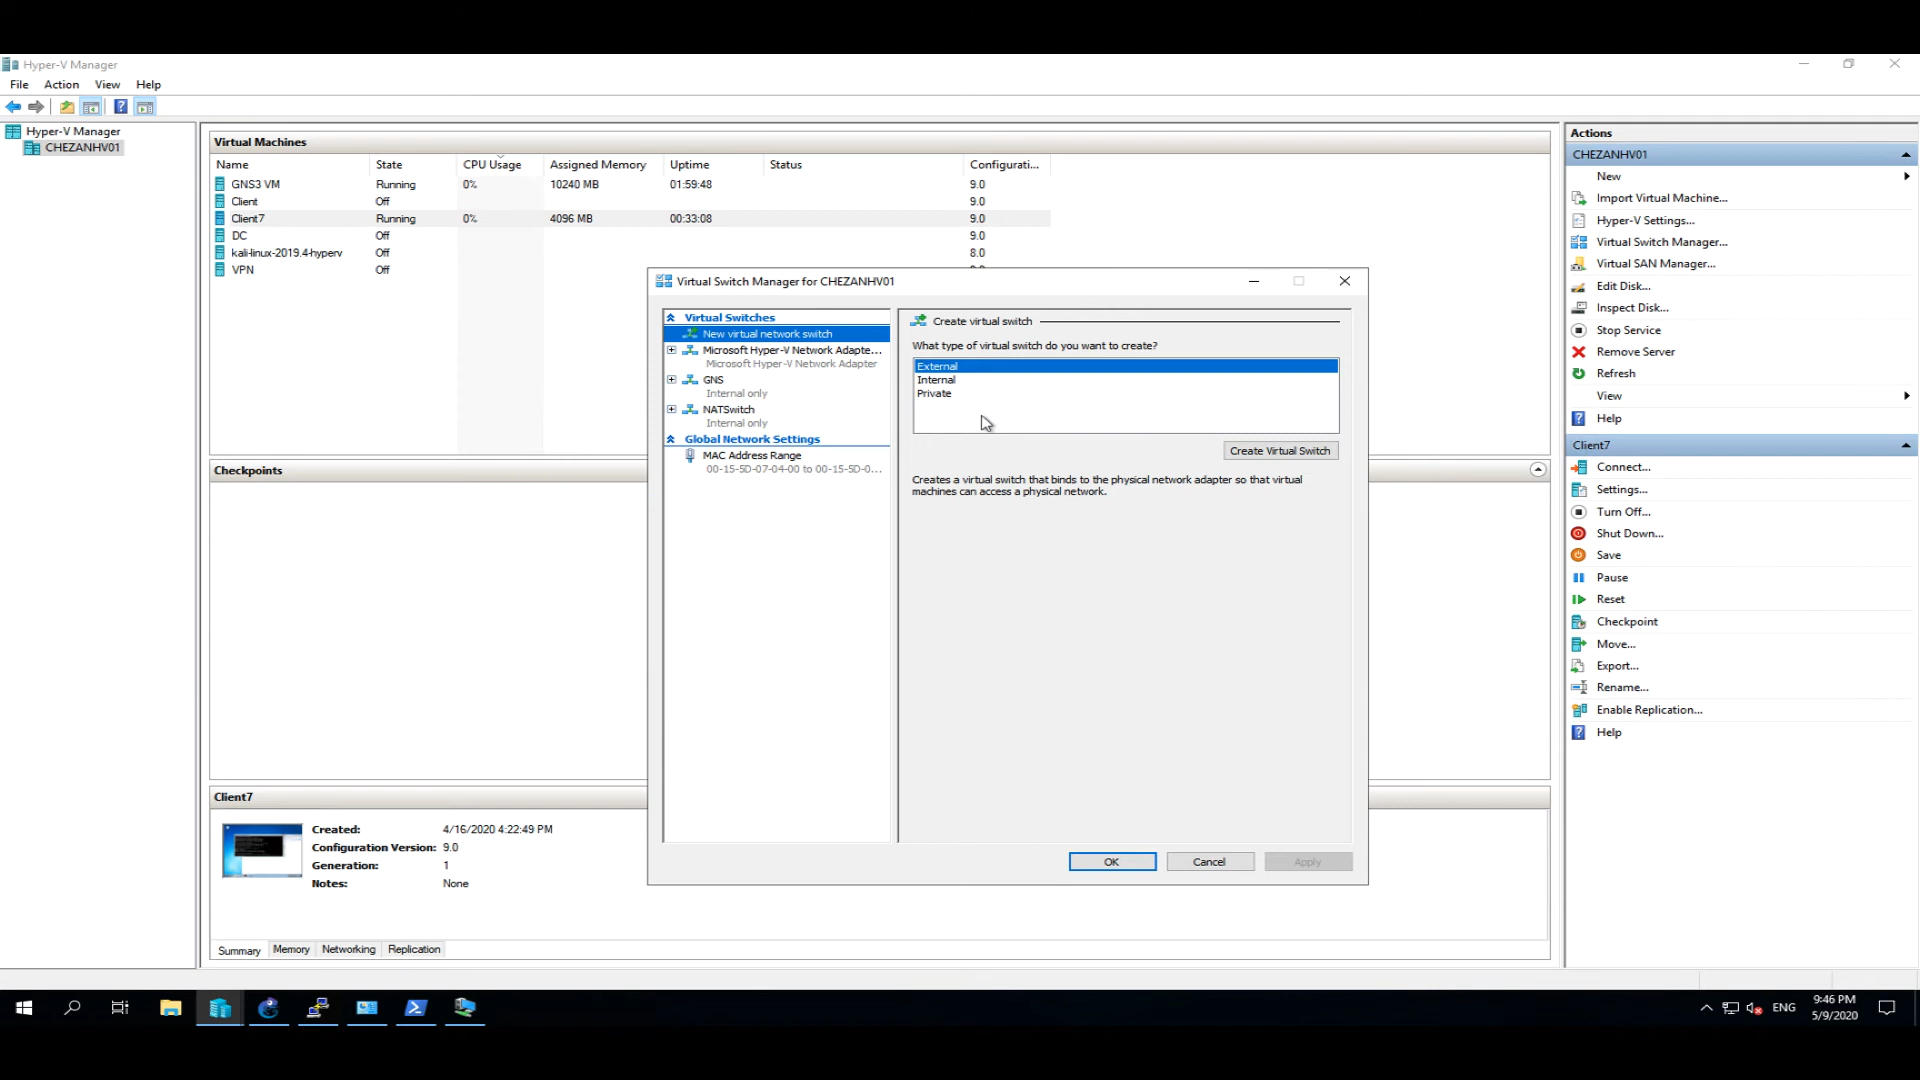 Hyper-V Manager
File Action View Help
Hyper-V Manager
CHEZANHV01
Virtual Machines
Name State CPU Usage Assigned Memory Uptime Status Configurati...
GNS3 VM Running 0% 10240 MB 01:59:48 9.0
Client Off 9.0
Client7 Running 0% 4096 MB 00:33:08 9.0
DC Off 9.0
kali-linux-2019.4-hyperv Off 8.0
VPN Off
Checkpoints
Client7
Created: 4/16/2020 4:22:49 PM
Configuration Version: 9.0
Generation: 1
Notes: None
Summary Memory Networking Replication
Virtual Switch Manager for CHEZANHV01
Virtual Switches
New virtual network switch
Microsoft Hyper-V Network Adapte...
Microsoft Hyper-V Network Adapter
GNS
Internal only
NATSwitch
Internal only
Global Network Settings
MAC Address Range
00-15-5D-07-04-00 to 00-15-5D-0...
Create virtual switch
What type of virtual switch do you want to create?
External
Internal
Private
Create Virtual Switch
Creates a virtual switch that binds to the physical network adapter so that virtual
machines can access a physical network.
OK Cancel Apply
Actions
CHEZANHV01
New
Import Virtual Machine...
Hyper-V Settings...
Virtual Switch Manager...
Virtual SAN Manager...
Edit Disk...
Inspect Disk...
Stop Service
Remove Server
Refresh
View
Help
Client7
Connect...
Settings...
Turn Off...
Shut Down...
Save
Pause
Reset
Checkpoint
Move...
Export...
Rename...
Enable Replication...
Help
ENG
9:46 PM
5/9/2020